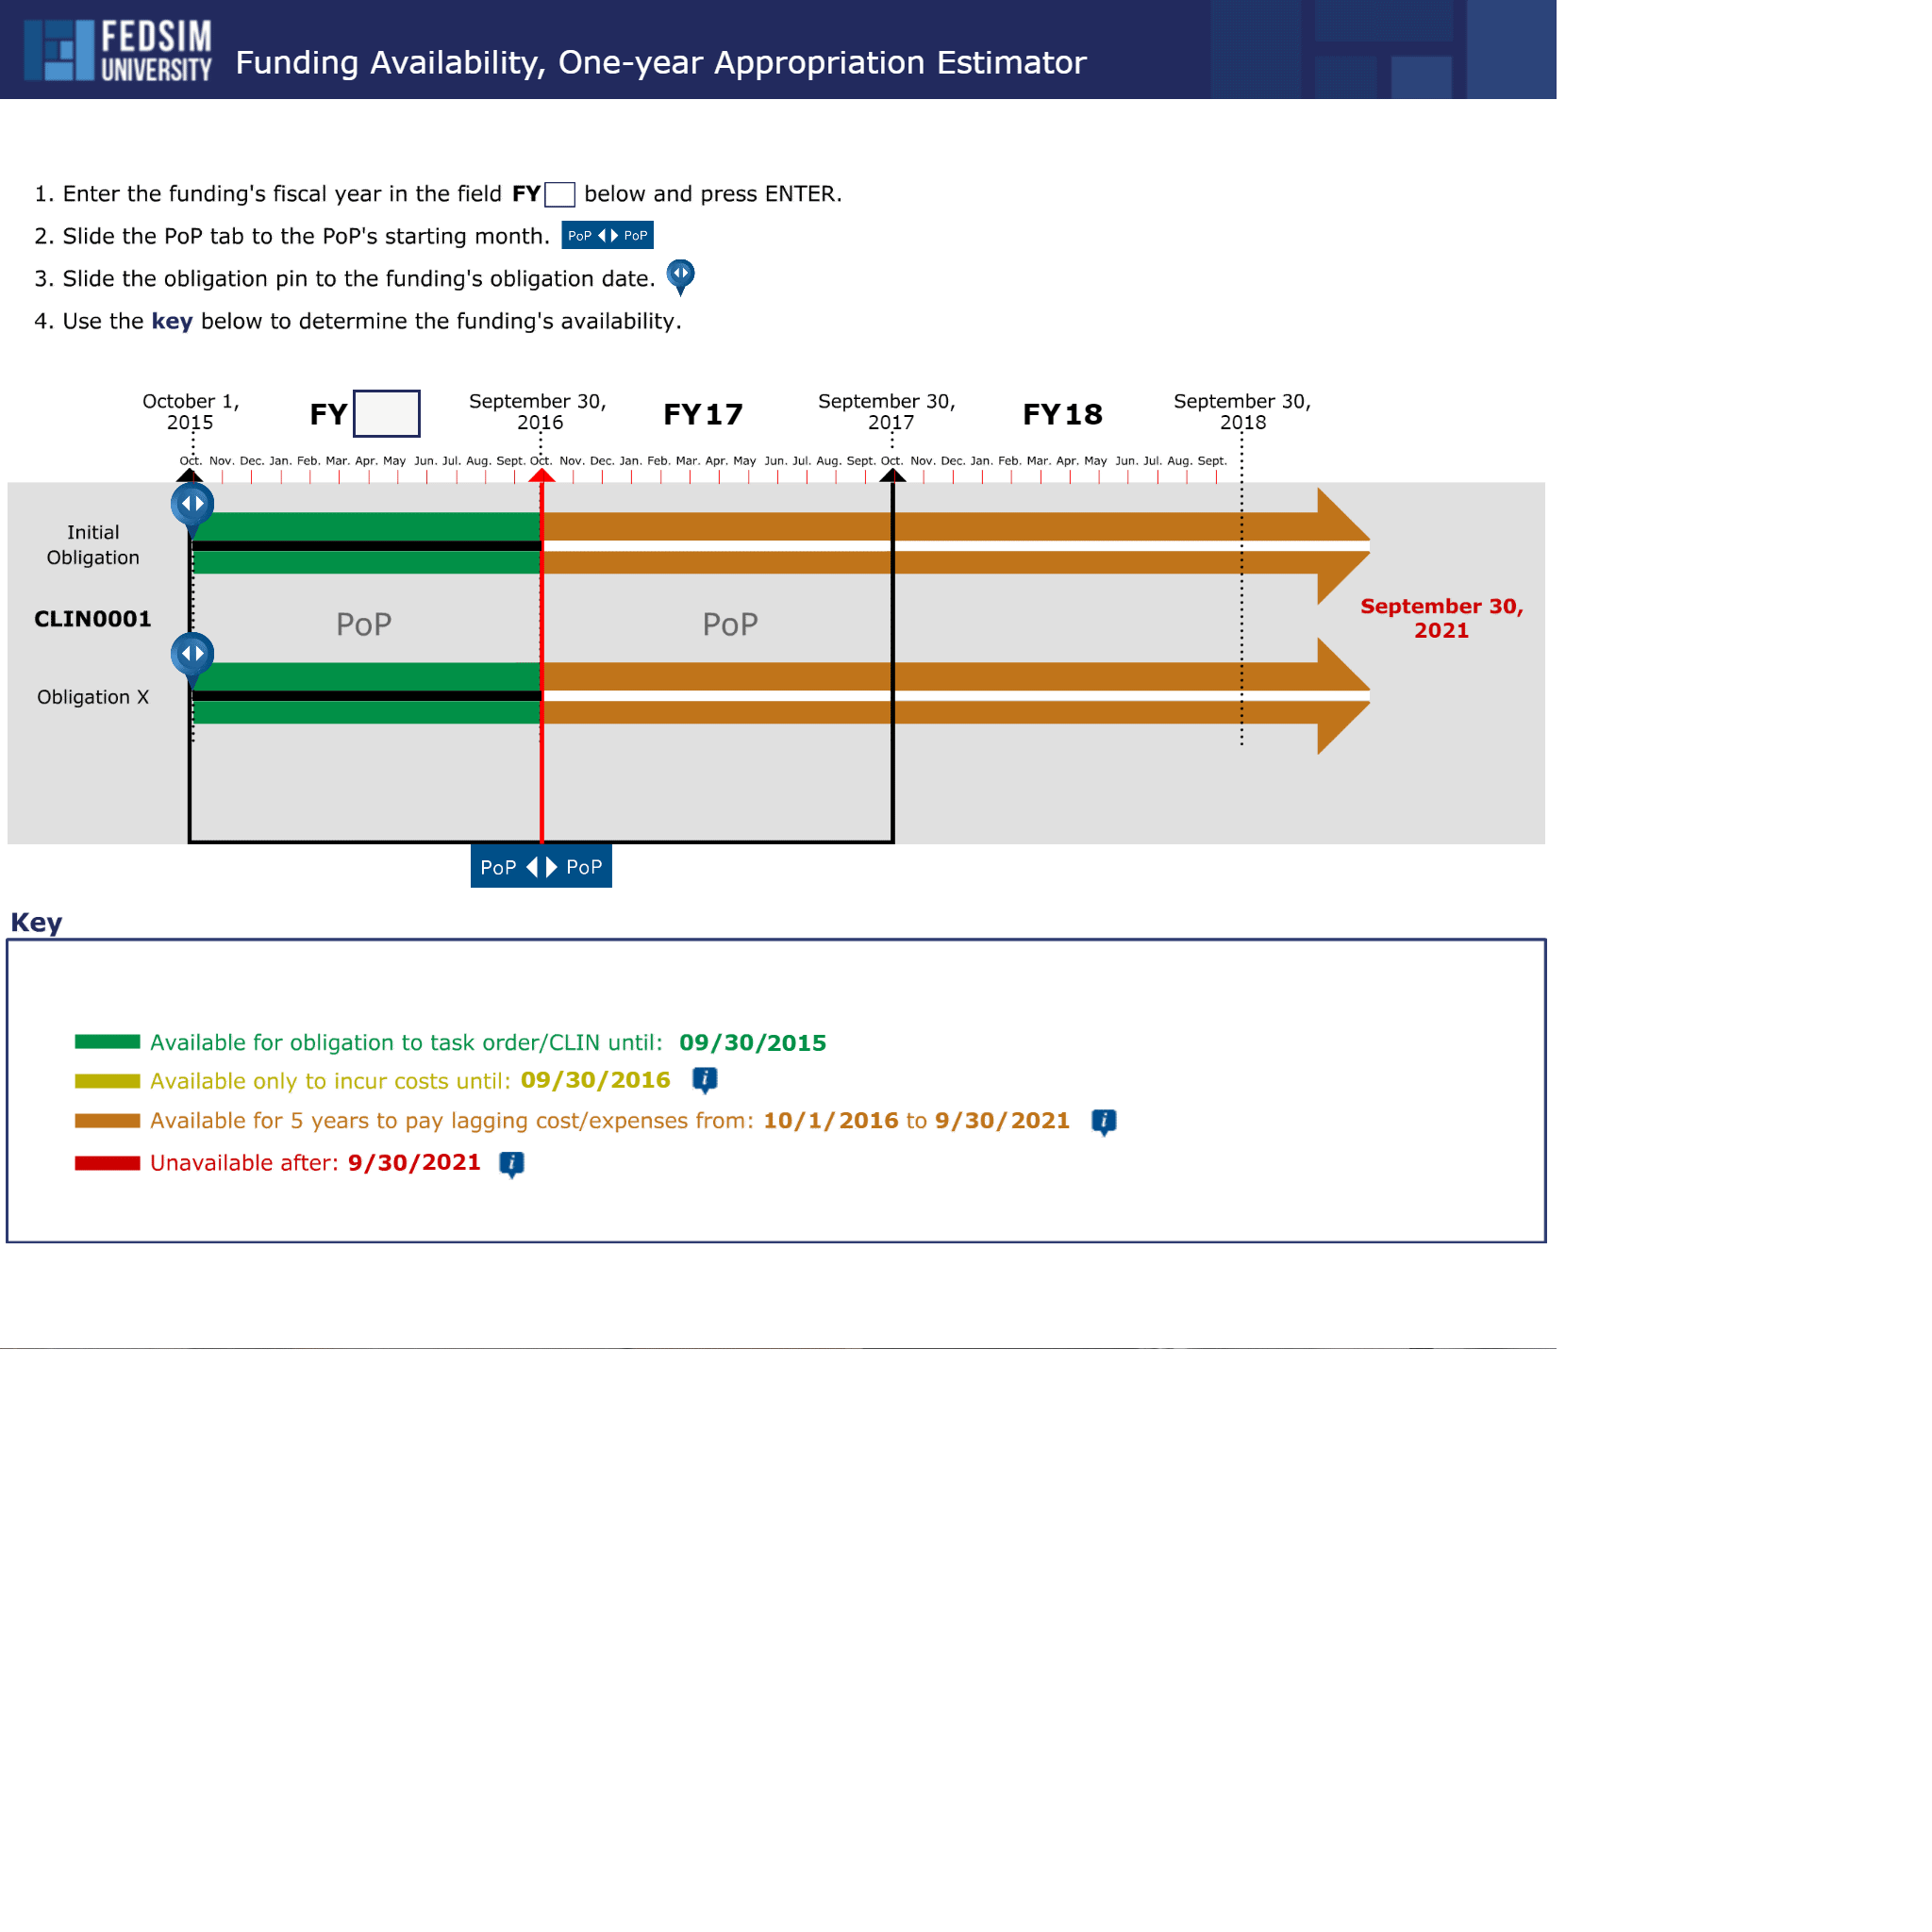 FEDSIM
UNIVERSITY
Funding Availability, One-year Appropriation Estimator
1. Enter the funding's fiscal year in the field FY below and press ENTER.
2. Slide the PoP tab to the PoP's starting month. PoP PoP
3. Slide the obligation pin to the funding's obligation date.
4. Use the key below to determine the funding's availability.
October 1,
2015
FY
September 30,
2016
FY17
September 30,
2017
FY18
September 30,
2018
Oct. Nov. Dec. Jan. Feb. Mar. Apr. May Jun. Jul. Aug. Sept. Oct. Nov. Dec. Jan. Feb. Mar. Apr. May Jun. Jul. Aug. Sept. Oct. Nov. Dec. Jan. Feb. Mar. Apr. May Jun. Jul. Aug. Sept.
Initial
Obligation
CLIN0001
PoP PoP
September 30,
2021
Obligation X
PoP PoP
Key
Available for obligation to task order/CLIN until: 09/30/2015
Available only to incur costs until: 09/30/2016 i
Available for 5 years to pay lagging cost/expenses from: 10/1/2016 to 9/30/2021 i
Unavailable after: 9/30/2021 i